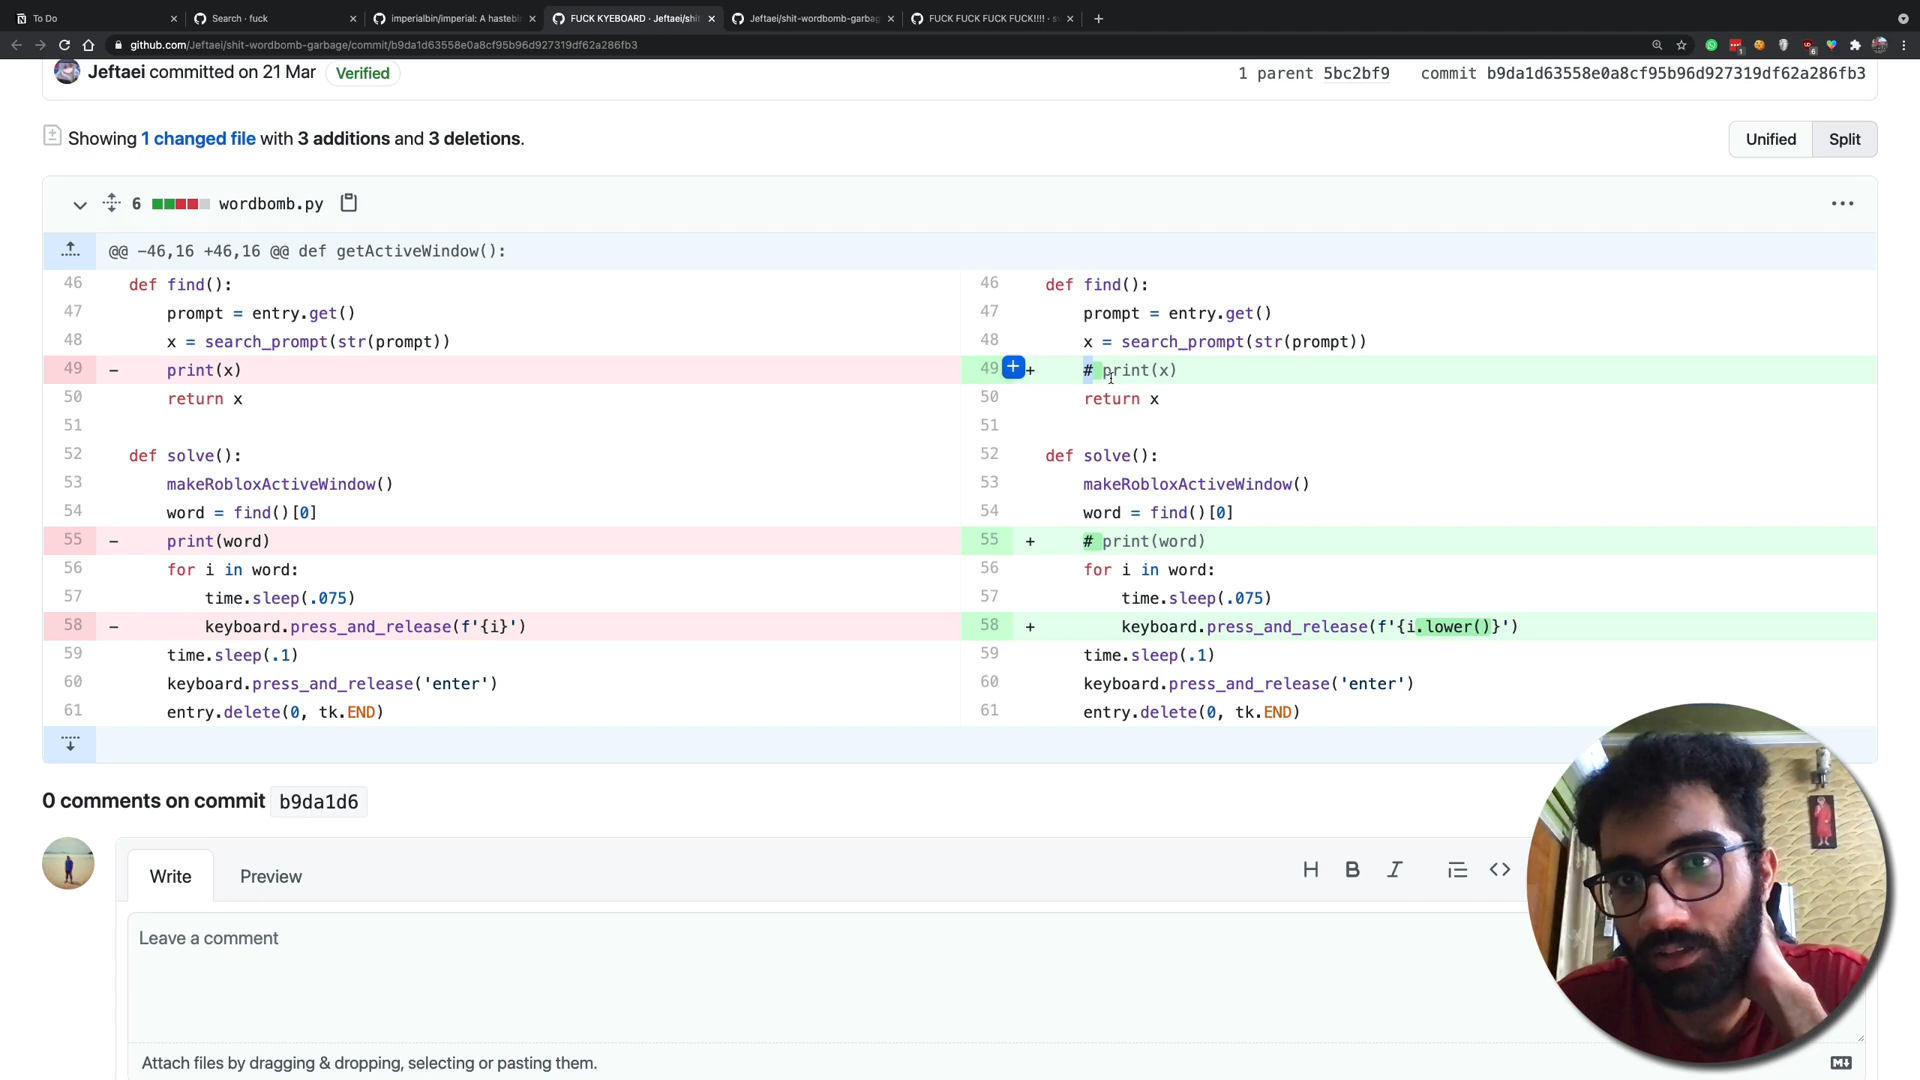 To Do
Search · fuck
imperialbin/imperial: A hastebin
FUCK KYEBOARD · Jeftaei/shit
Jeftaei/shit-wordbomb-garbag
FUCK FUCK FUCK FUCK!!!! ·
github.com/Jeftaei/shit-wordbomb-garbage/commit/b9da1d63558e0a8cf95b96d927319df62a286fb3
Jeftaei committed on 21 Mar Verified
1 parent 5bc2bf9 commit b9da1d63558e0a8cf95b96d927319df62a286fb3
Showing 1 changed file with 3 additions and 3 deletions.
Unified Split
6 wordbomb.py
@@ -46,16 +46,16 @@ def getActiveWindow():
46 def find():
47 prompt = entry.get()
48 x = search_prompt(str(prompt))
49 - print(x)
50 return x
51
52 def solve():
53 makeRobloxActiveWindow()
54 word = find()[0]
55 - print(word)
56 for i in word:
57 time.sleep(.075)
58 - keyboard.press_and_release(f'{i}')
59 time.sleep(.1)
60 keyboard.press_and_release('enter')
61 entry.delete(0, tk.END)
46 def find():
47 prompt = entry.get()
48 x = search_prompt(str(prompt))
49 + # print(x)
50 return x
51
52 def solve():
53 makeRobloxActiveWindow()
54 word = find()[0]
55 + # print(word)
56 for i in word:
57 time.sleep(.075)
58 + keyboard.press_and_release(f'{i.lower()}')
59 time.sleep(.1)
60 keyboard.press_and_release('enter')
61 entry.delete(0, tk.END)
0 comments on commit b9da1d6
Write Preview
H B I
Leave a comment
Attach files by dragging & dropping, selecting or pasting them.